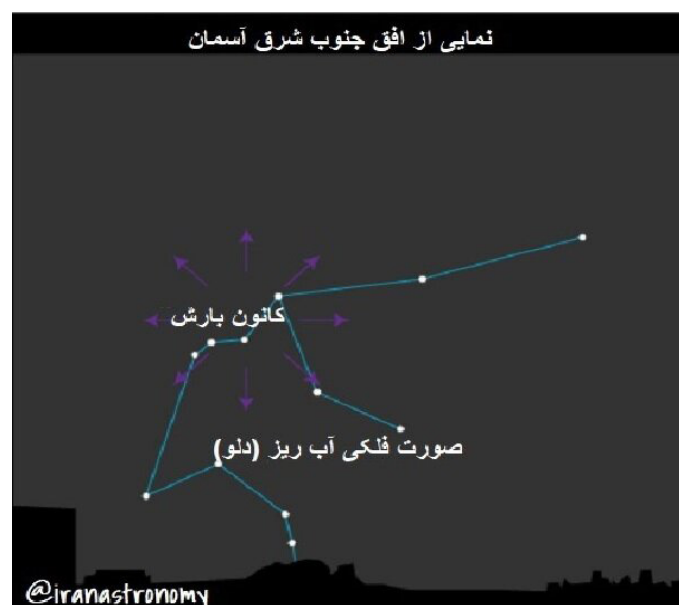 نمایی از افق جنوب شرق آسمان
کانون بارش
صورت فلکی آب ریز (دلو)
@iranastronomy